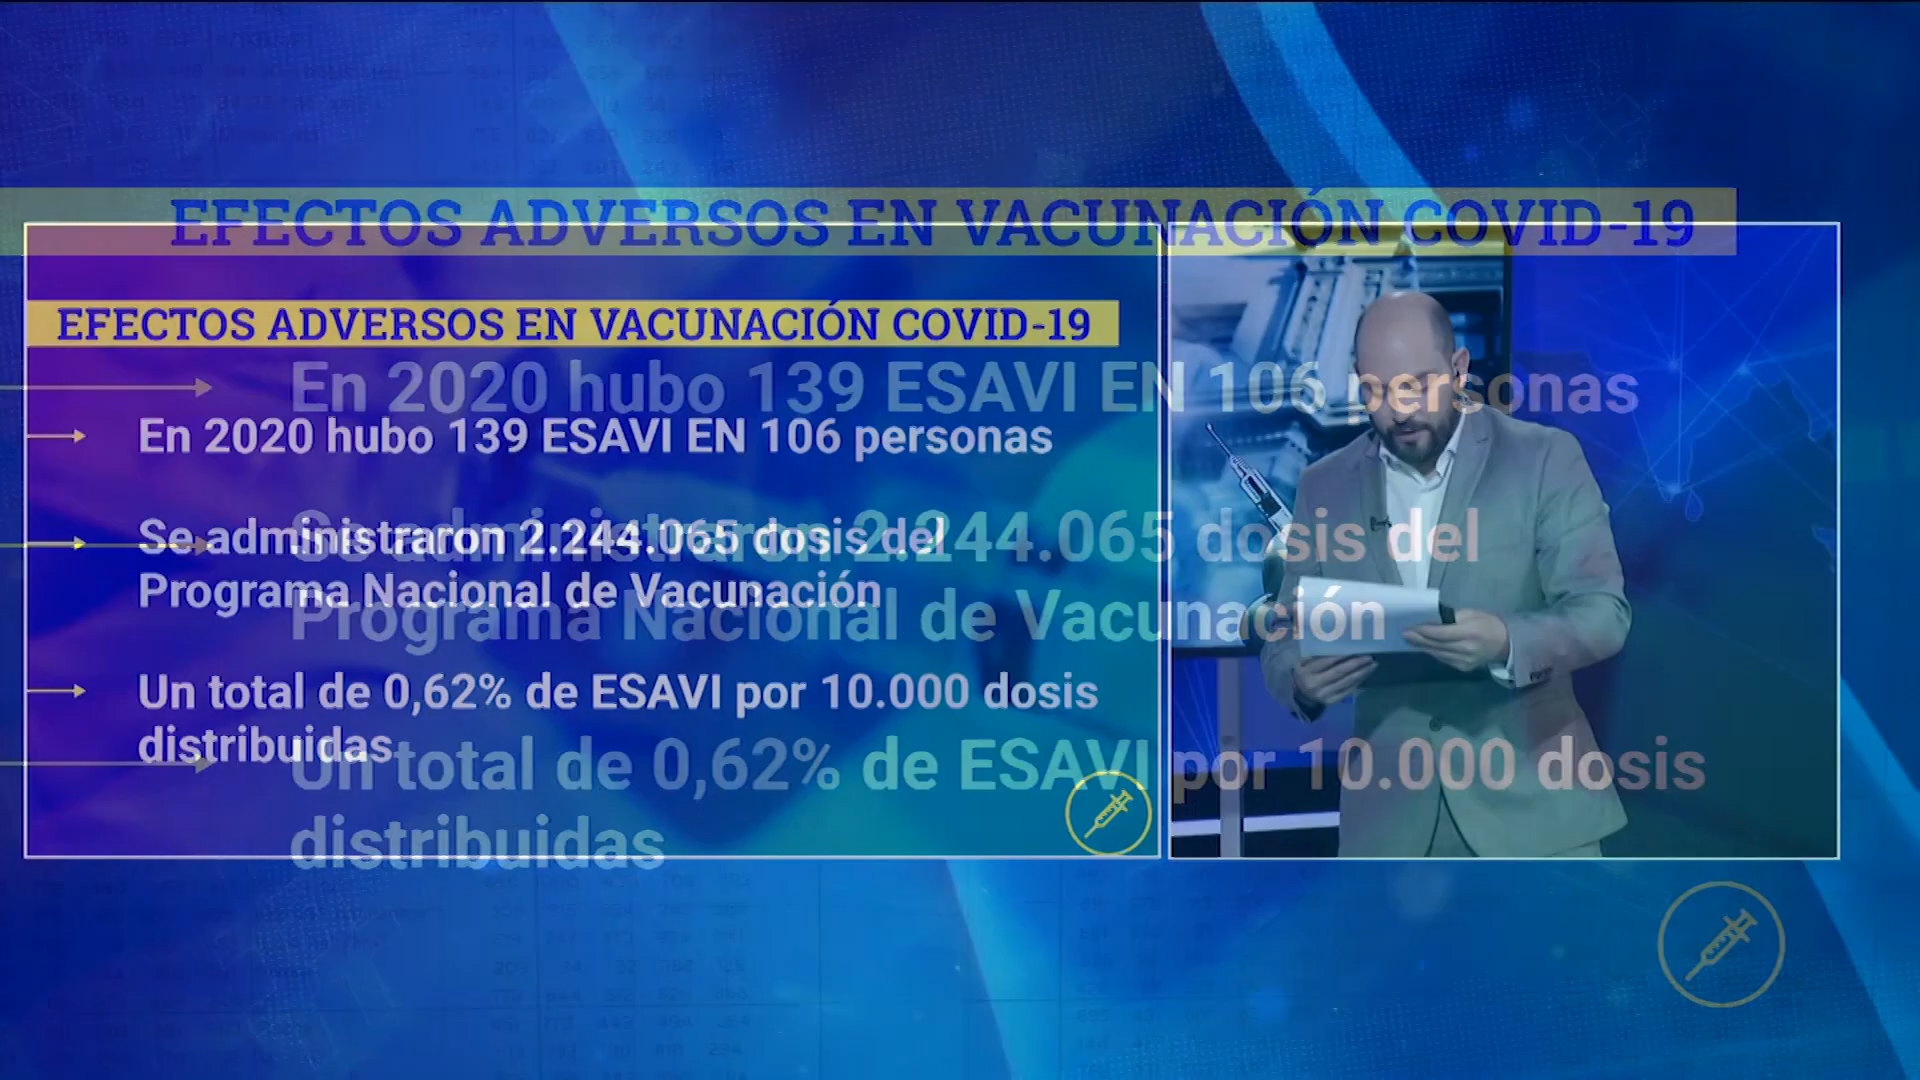 EFECTOS ADVERSOS EN VACUNACIÓN COVID-19
EFECTOS ADVERSOS EN VACUNACIÓN COVID-19
En 2020 hubo 139 ESAVI EN 106 personas
En 2020 hubo 139 ESAVI EN 106 personas
Se administraron 2.244.065 dosis del
Programa Nacional de Vacunación
Se administraron 2.244.065 dosis del
Programa Nacional de Vacunación
Un total de 0,62% de ESAVI por 10.000 dosis
distribuidas
Un total de 0,62% de ESAVI por 10.000 dosis
distribuidas